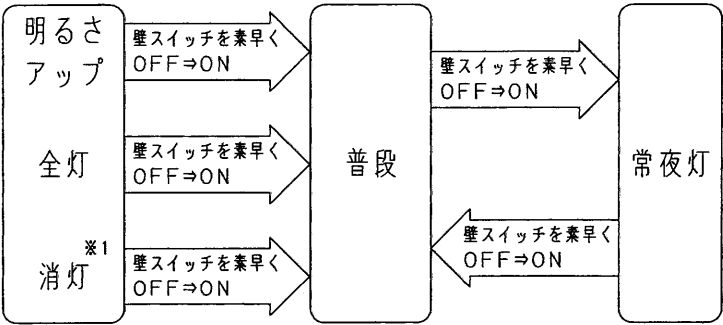 明るさ
アップ
壁スイッチを素早く
OFF⇒ON
全灯
壁スイッチを素早く
OFF⇒ON
※1
消灯
壁スイッチを素早く
OFF⇒ON
普段
壁スイッチを素早く
OFF⇒ON
常夜灯
壁スイッチを素早く
OFF⇒ON